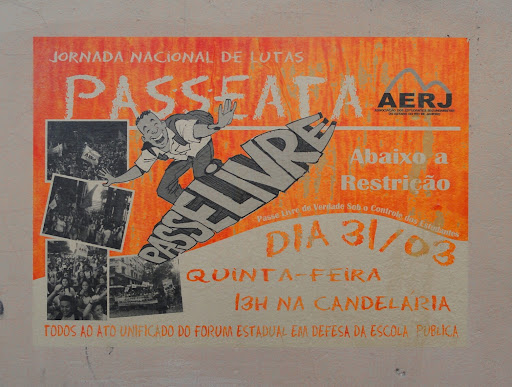 JORNADA NACIONAL DE LUTAS
PASSEATA
AERJ
PASSE LIVRE
Abaixo a
Restrição
Passe Livre de Verdade Sob o Controle dos Estudantes
DIA 31/03
QUINTA-FEIRA
13H NA CANDELÁRIA
TODOS AO ATO UNIFICADO DO FORUM ESTADUAL EM DEFESA DA ESCOLA PÚBLICA